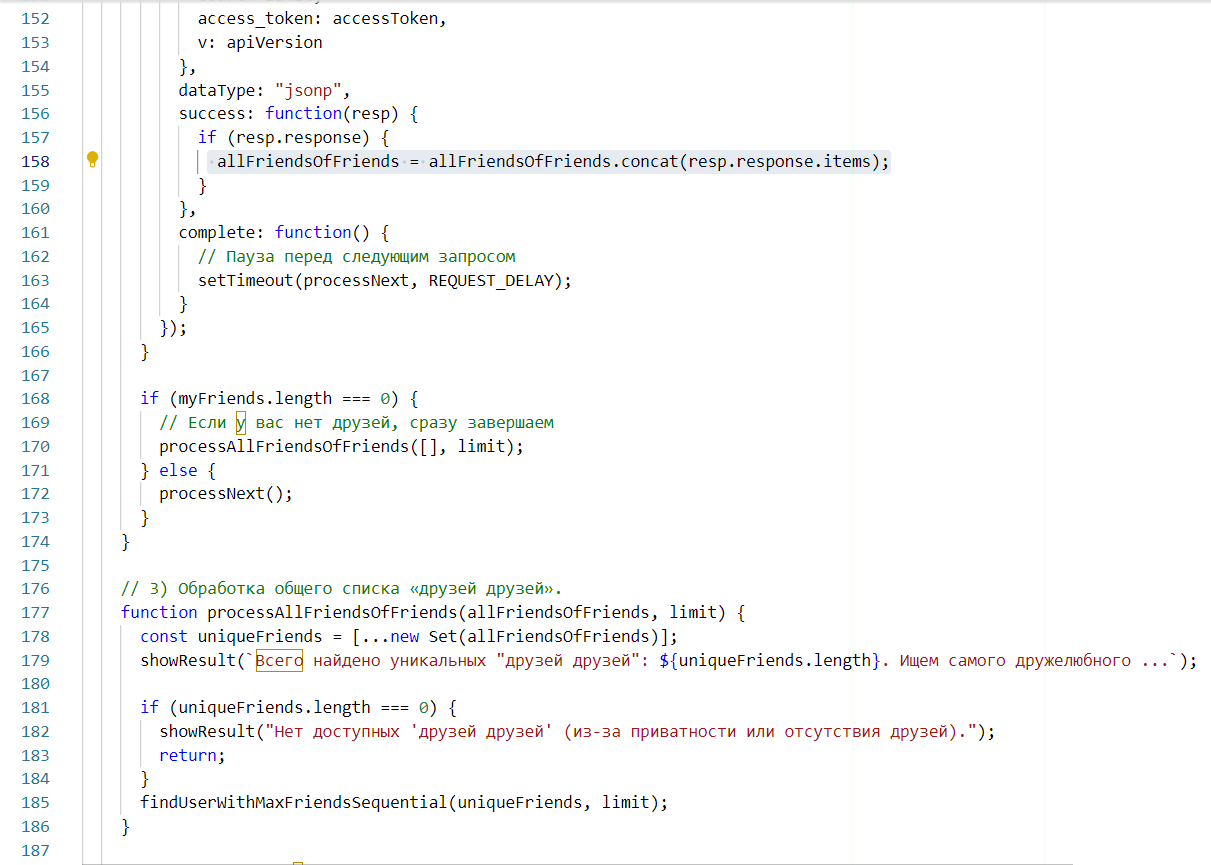 152 access_token: accessToken,
153 v: apiVersion
154 },
155 dataType: "jsonp",
156 success: function(resp) {
157 if (resp.response) {
158 allFriendsOfFriends = allFriendsOfFriends.concat(resp.response.items);
159 }
160 },
161 complete: function() {
162 // Пауза перед следующим запросом
163 setTimeout(processNext, REQUEST_DELAY);
164 }
165 });
166 }
167
168 if (myFriends.length === 0) {
169 // Если у вас нет друзей, сразу завершаем
170 processAllFriendsOfFriends([], limit);
171 } else {
172 processNext();
173 }
174 }
175
176 // 3) Обработка общего списка «друзей друзей».
177 function processAllFriendsOfFriends(allFriendsOfFriends, limit) {
178 const uniqueFriends = [...new Set(allFriendsOfFriends)];
179 showResult(`Всего найдено уникальных "друзей друзей": ${uniqueFriends.length}. Ищем самого дружелюбного ...`);
180
181 if (uniqueFriends.length === 0) {
182 showResult("Нет доступных 'друзей друзей' (из-за приватности или отсутствия друзей).");
183 return;
184 }
185 findUserWithMaxFriendsSequential(uniqueFriends, limit);
186 }
187